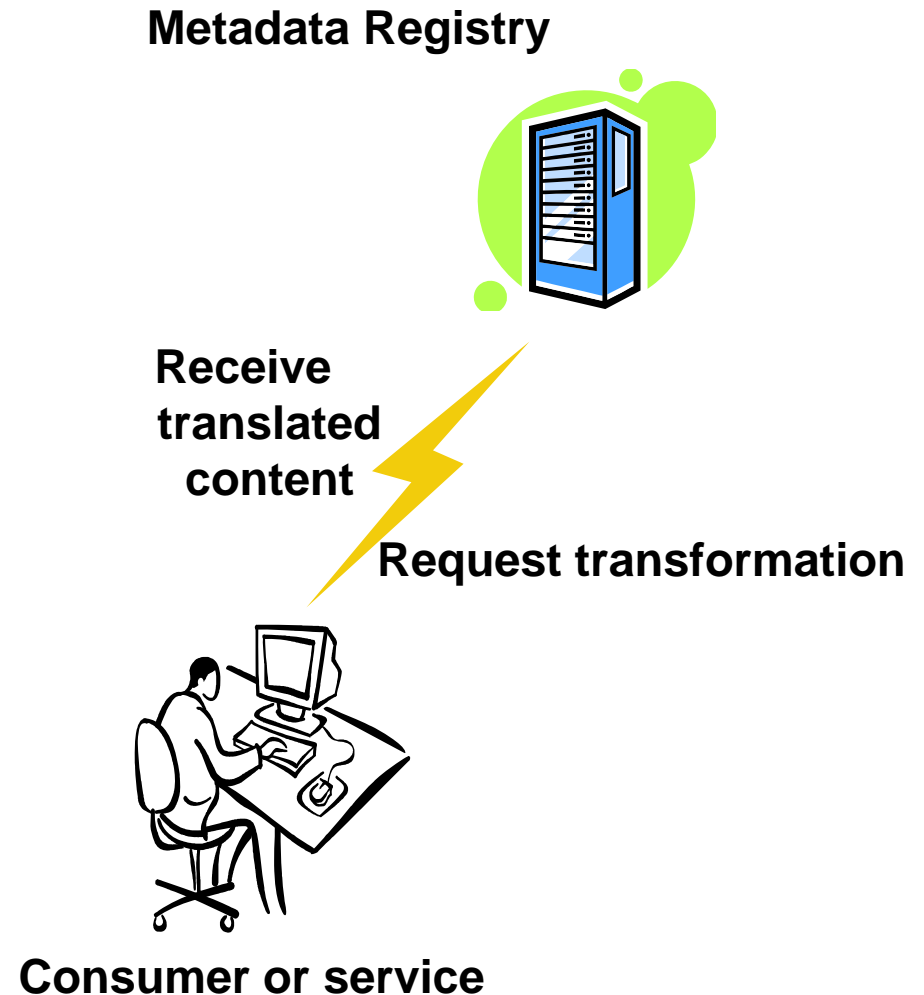 Metadata Registry
Receive
translated
content
Request transformation
Consumer or service